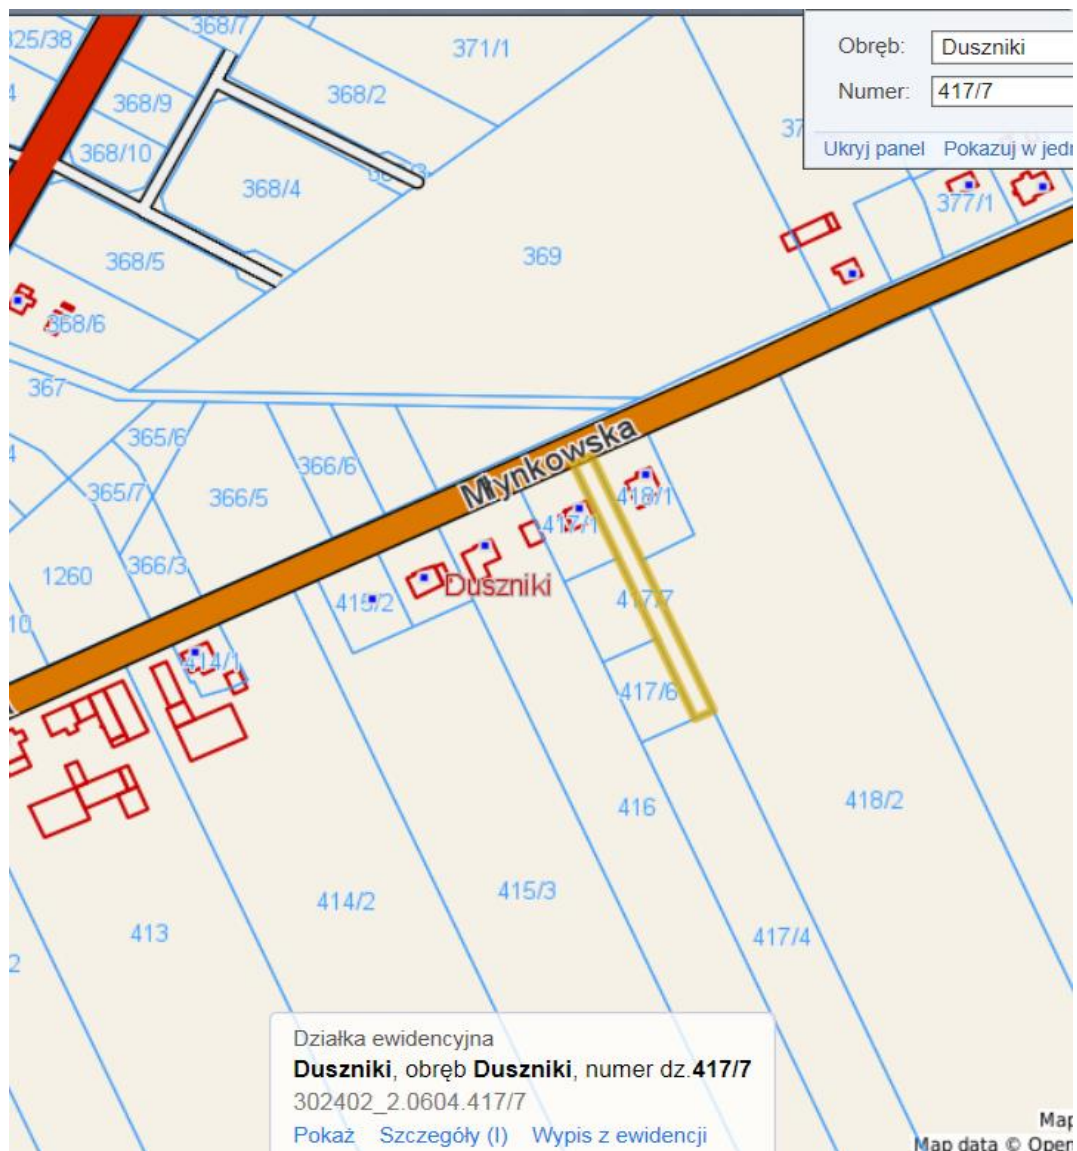 325/38
368/7
371/1
Obręb:
Duszniki
368/9
368/2
Numer:
417/7
368/10
Ukryj panel
Pokazuj w jedn
368/4
377/1
369
368/5
368/6
367
365/6
366/6
Młynkowska
365/7
366/5
418/1
417/1
1260
366/3
Duszniki
415/2
417/7
10
414/1
417/6
416
418/2
414/2
415/3
413
417/4
2
Działka ewidencyjna
Duszniki, obręb Duszniki, numer dz.417/7
302402_2.0604.417/7
Pokaż Szczegóły (I) Wypis z ewidencji
Map
Map data © Open